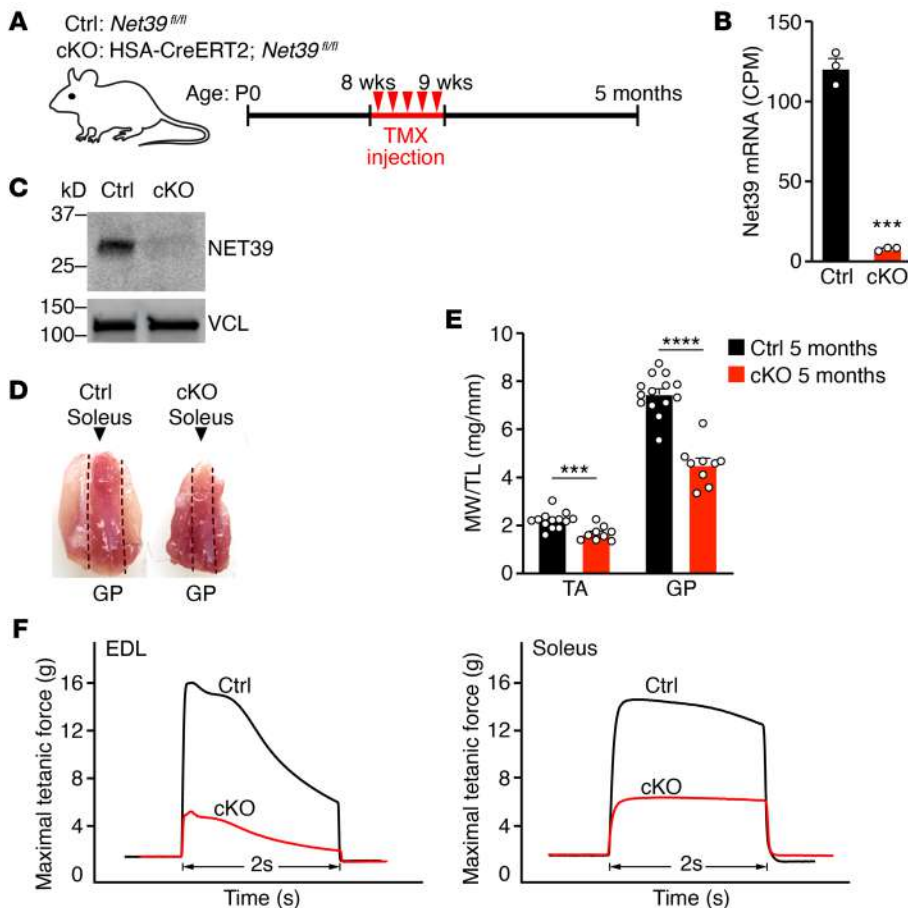 A
Ctrl: Net39 fl/fl
cKO: HSA-CreERT2; Net39 fl/fl
Age: P0
8 wks
9 wks
5 months
TMX
injection
B
Net39 mRNA (CPM)
150
100
50
0
***
Ctrl
cKO
C
kD
Ctrl
cKO
37
25
NET39
150
100
VCL
D
Ctrl
Soleus
cKO
Soleus
GP
GP
E
MW/TL (mg/mm)
10
8
6
4
2
0
***
****
TA
GP
Ctrl 5 months
cKO 5 months
F
EDL
Maximal tetanic force (g)
16
12
8
4
0
Ctrl
cKO
2s
Time (s)
Soleus
Maximal tetanic force (g)
16
12
8
4
0
Ctrl
cKO
2s
Time (s)